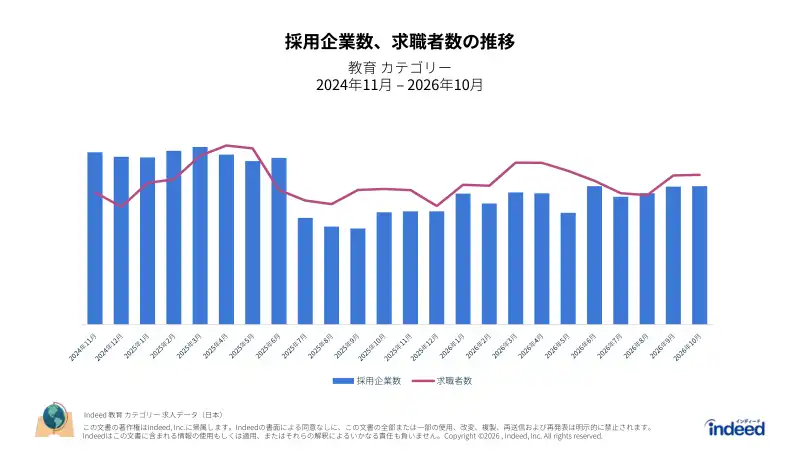 採用企業数、求職者数の推移
教育 カテゴリー
2024年11月 – 2026年10月
2024年11月
2024年12月
2025年1月
2025年2月
2025年3月
2025年4月
2025年5月
2025年6月
2025年7月
2025年8月
2025年9月
2025年10月
2025年11月
2025年12月
2026年1月
2026年2月
2026年3月
2026年4月
2026年5月
2026年6月
2026年7月
2026年8月
2026年9月
2026年10月
採用企業数 求職者数
Indeed 教育 カテゴリー 求人データ（日本）
この文書の著作権はIndeed, Inc.に帰属します。Indeedの書面による同意なしに、この文書の全部または一部の使用、改変、複製、再送信および再発表は明示的に禁止されます。
Indeedはこの文書に含まれる情報の使用もしくは適用、またはそれらの解釈によるいかなる責任も負いません。Copyright ©2026 , Indeed, Inc. All rights reserved.
インディード
indeed